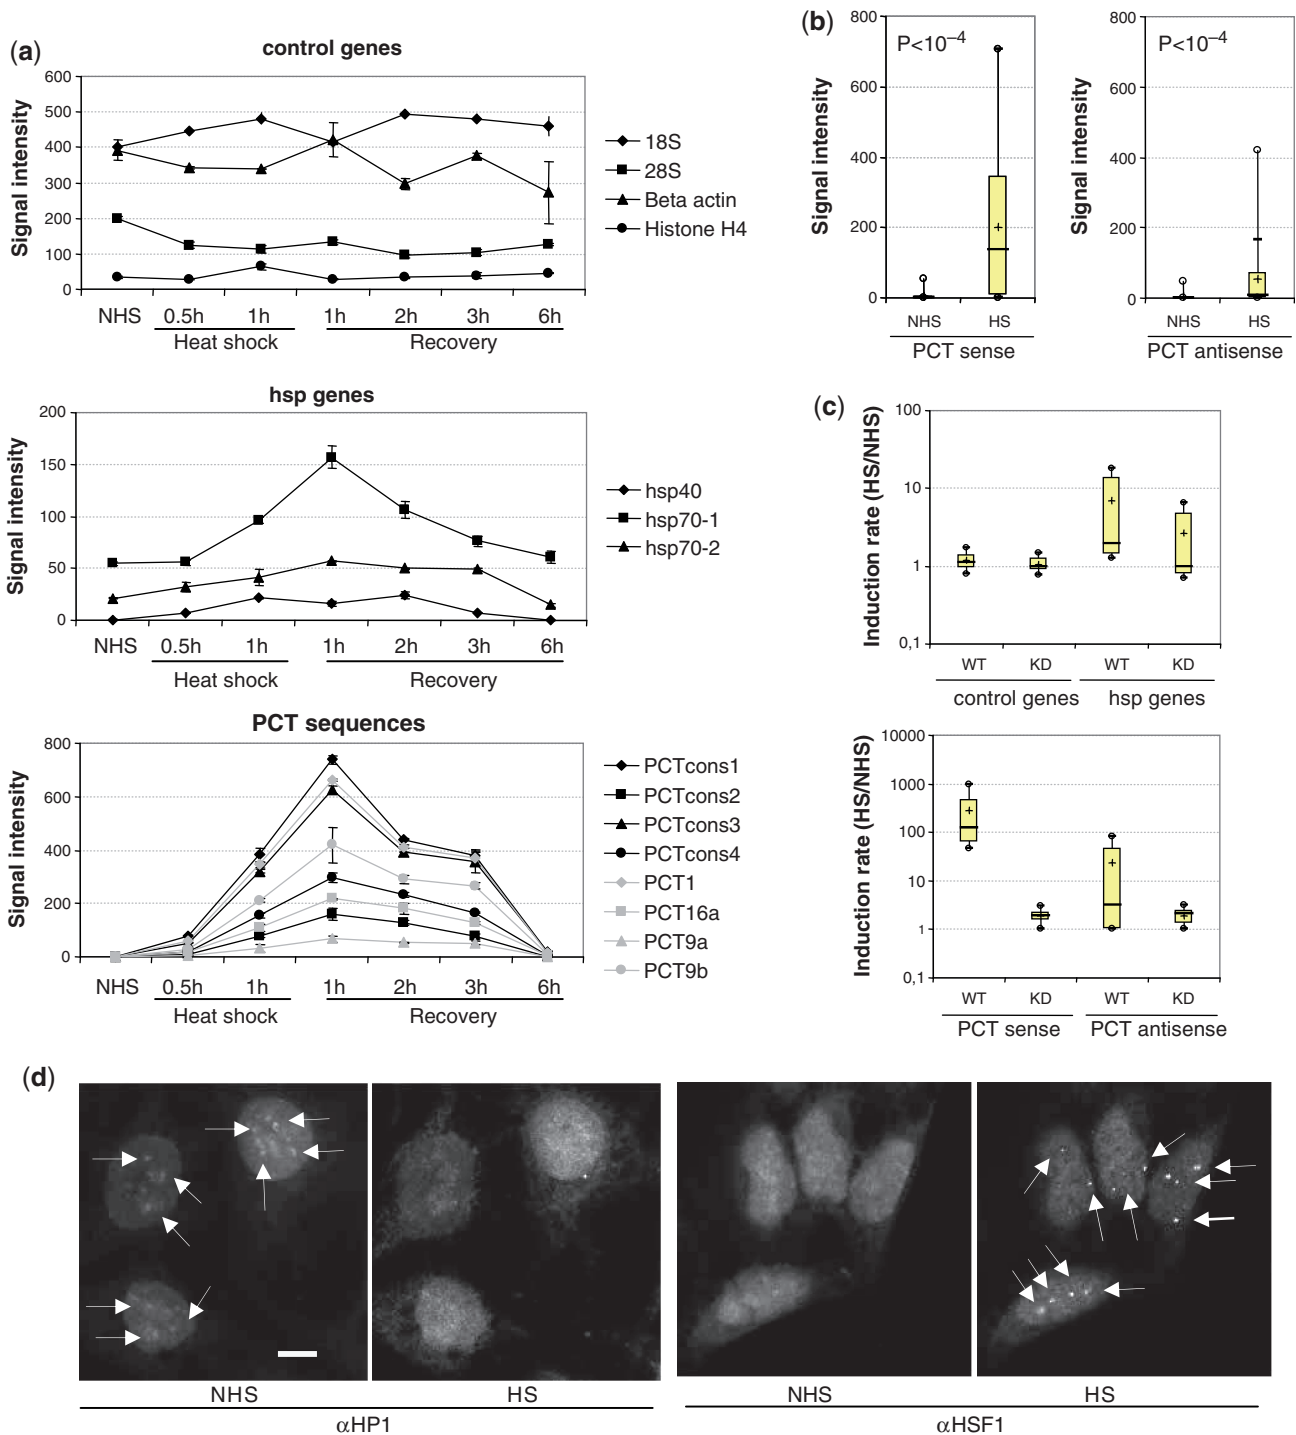 (a)
control genes
Signal intensity
600
500
400
300
200
100
0
NHS 0.5h 1h 1h 2h 3h 6h
Heat shock Recovery
18S
28S
Beta actin
Histone H4
hsp genes
Signal intensity
200
150
100
50
0
NHS 0.5h 1h 1h 2h 3h 6h
Heat shock Recovery
hsp40
hsp70-1
hsp70-2
PCT sequences
Signal intensity
800
600
400
200
0
NHS 0.5h 1h 1h 2h 3h 6h
Heat shock Recovery
PCTcons1
PCTcons2
PCTcons3
PCTcons4
PCT1
PCT16a
PCT9a
PCT9b
(b)
Signal intensity
800
600
400
200
0
P<10⁻⁴
NHS HS
PCT sense
Signal intensity
800
600
400
200
0
P<10⁻⁴
NHS HS
PCT antisense
(c)
Induction rate (HS/NHS)
100
10
1
0,1
WT KD WT KD
control genes hsp genes
Induction rate (HS/NHS)
10000
1000
100
10
1
0,1
WT KD WT KD
PCT sense PCT antisense
(d)
NHS HS NHS HS
αHP1 αHSF1